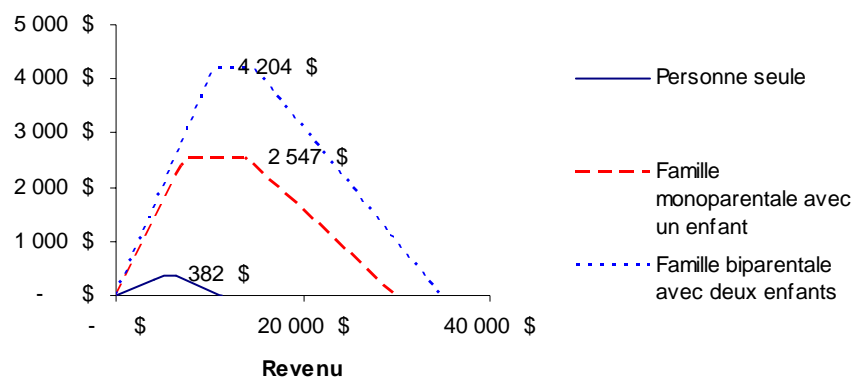 5 000 $
4 000 $
3 000 $
2 000 $
1 000 $
- $
4 204 $
2 547 $
382 $
- $
20 000 $
40 000 $
Revenu
Personne seule
Famille
monoparentale avec
un enfant
Famille biparentale
avec deux enfants